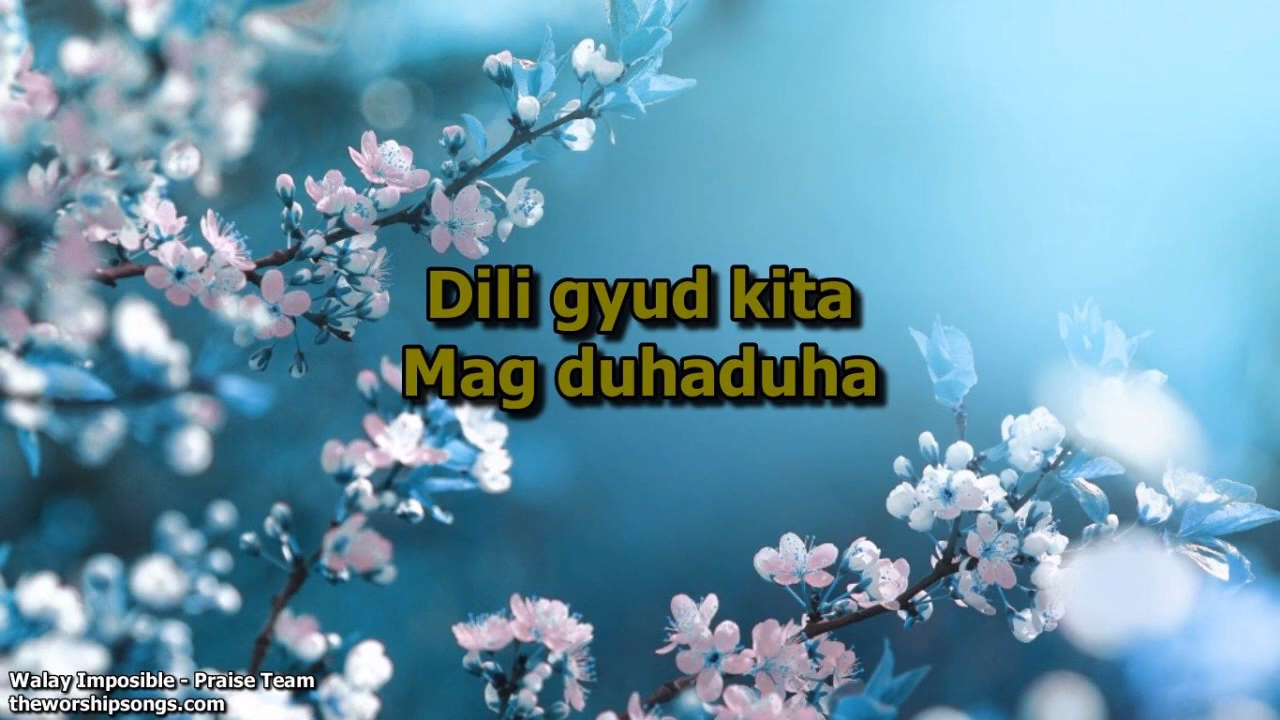 Dili gyud kita
Mag duhaduha
Walay Imposible - Praise Team
theworshipsongs.com